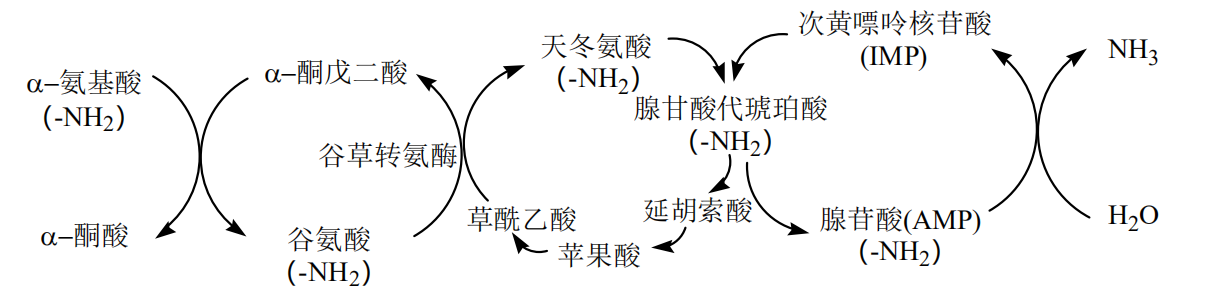 α–氨基酸
(-NH2)
α–酮戊二酸
α–酮酸
谷氨酸
(-NH2)
谷草转氨酶
天冬氨酸
(-NH2)
草酰乙酸
次黄嘌呤核苷酸
(IMP)
腺甘酸代琥珀酸
(-NH2)
延胡索酸
苹果酸
腺苷酸(AMP)
(-NH2)
NH3
H2O